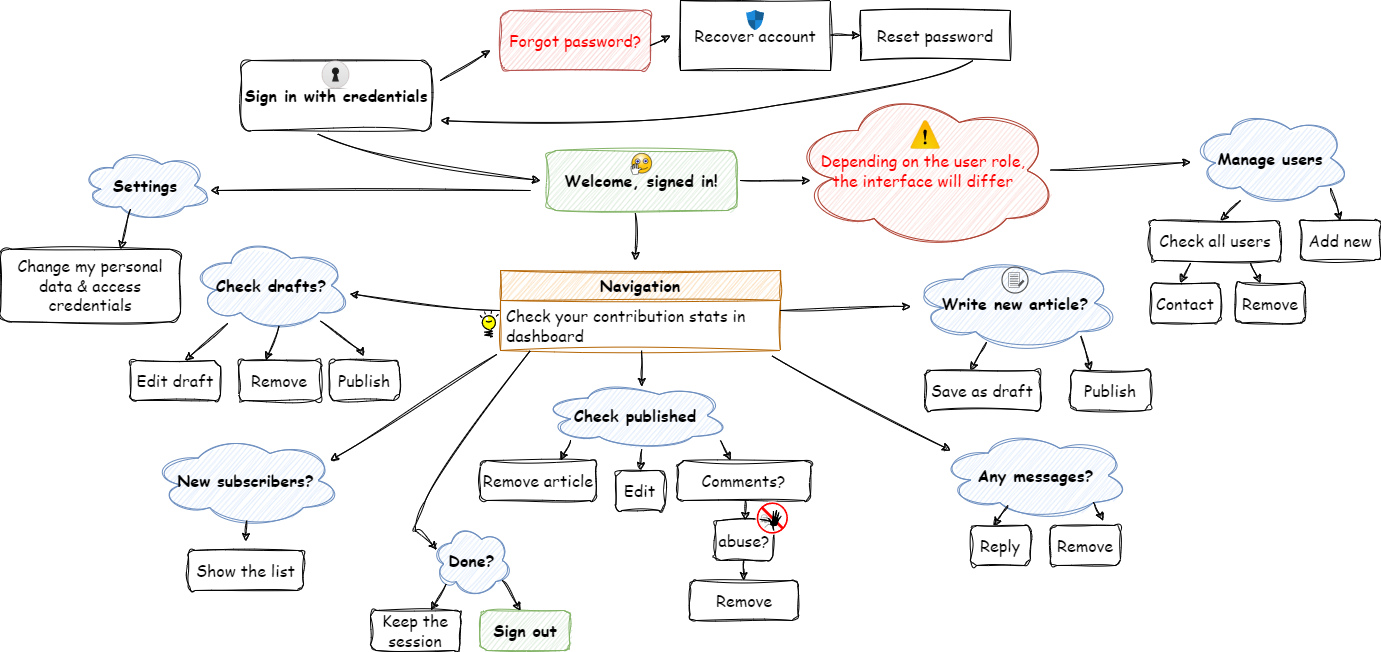 Forgot password?
Recover account
Reset password
Sign in with credentials
Welcome, signed in!
Depending on the user role,
the interface will differ
Manage users
Check all users
Add new
Contact
Remove
Settings
Change my personal
data & access
credentials
Check drafts?
Edit draft
Remove
Publish
Navigation
Check your contribution stats in
dashboard
Write new article?
Save as draft
Publish
New subscribers?
Show the list
Done?
Keep the
session
Sign out
Check published
Remove article
Edit
Comments?
abuse?
Remove
Any messages?
Reply
Remove